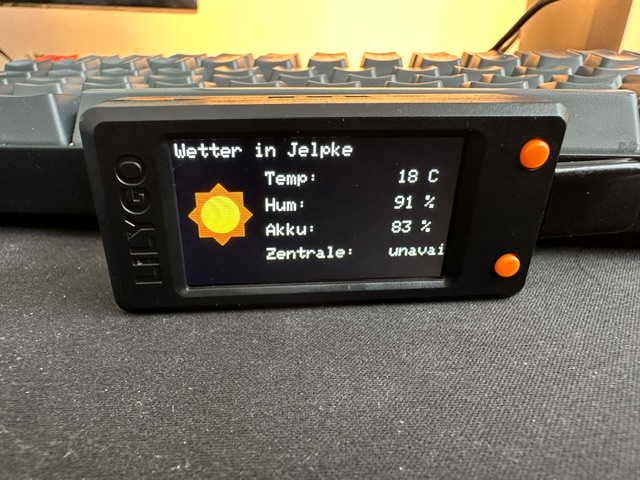 LILYGO
Wetter in Jelpke
Temp: 18 C
Hum: 91 %
Akku: 83 %
Zentrale: unavai